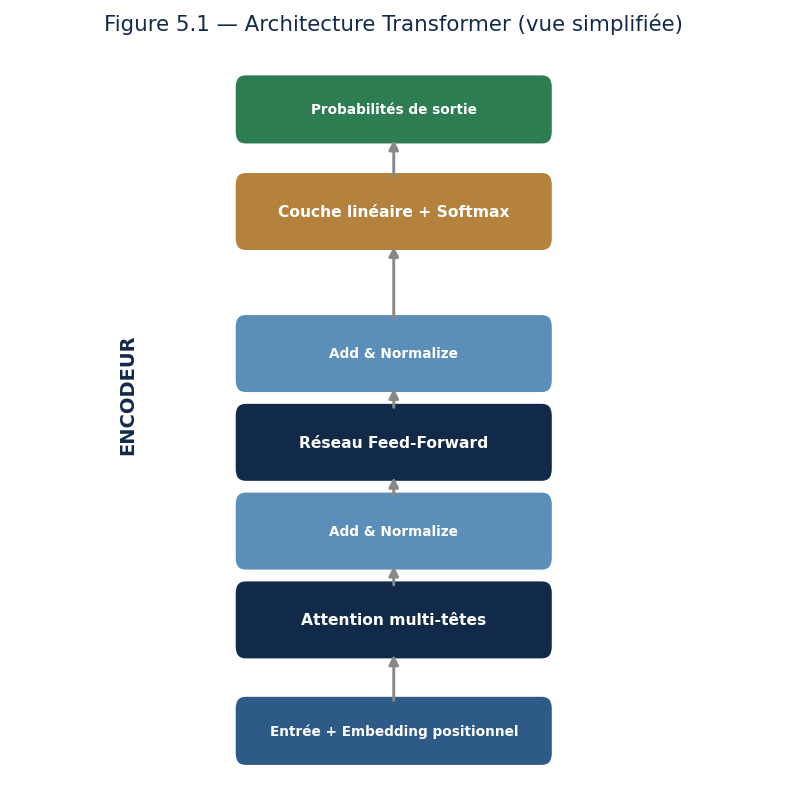 Figure 5.1 — Architecture Transformer (vue simplifiée)
Probabilités de sortie
Couche linéaire + Softmax
ENCODEUR
Add & Normalize
Réseau Feed-Forward
Add & Normalize
Attention multi-têtes
Entrée + Embedding positionnel